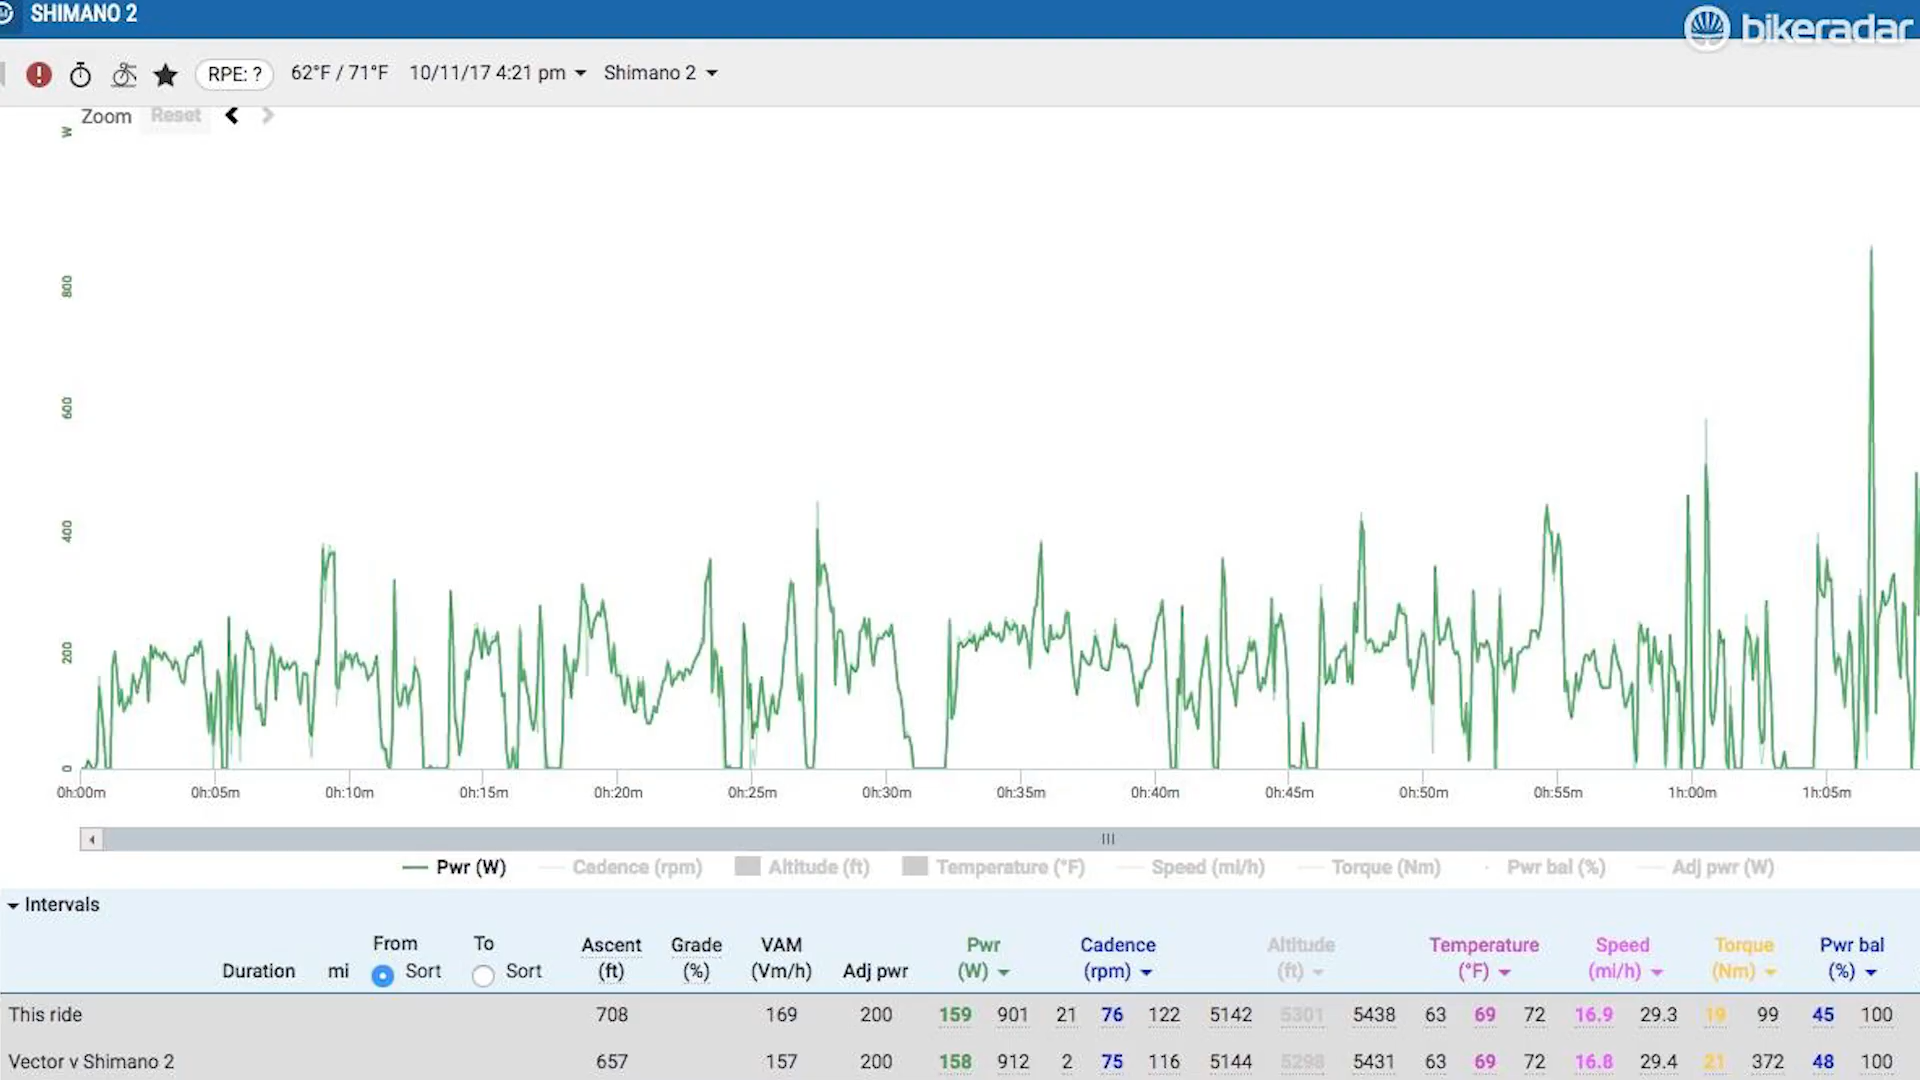 SHIMANO 2
bikeradar
RPE: ? 62°F / 71°F 10/11/17 4:21 pm Shimano 2
Zoom Reset
W
800
600
400
200
0
0h:00m 0h:05m 0h:10m 0h:15m 0h:20m 0h:25m 0h:30m 0h:35m 0h:40m 0h:45m 0h:50m 0h:55m 1h:00m 1h:05m
Pwr (W) Cadence (rpm) Altitude (ft) Temperature (°F) Speed (mi/h) Torque (Nm) Pwr bal (%) Adj pwr (W)
Intervals
From To Ascent Grade VAM Pwr Cadence Altitude Temperature Speed Torque Pwr bal
Duration mi Sort Sort (ft) (%) (Vm/h) Adj pwr (W) (rpm) (ft) (°F) (mi/h) (Nm) (%)
This ride 708 169 200 159 901 21 76 122 5142 5301 5438 63 69 72 16.9 29.3 19 99 45 100
Vector v Shimano 2 657 157 200 158 912 2 75 116 5144 5298 5431 63 69 72 16.8 29.4 21 372 48 100